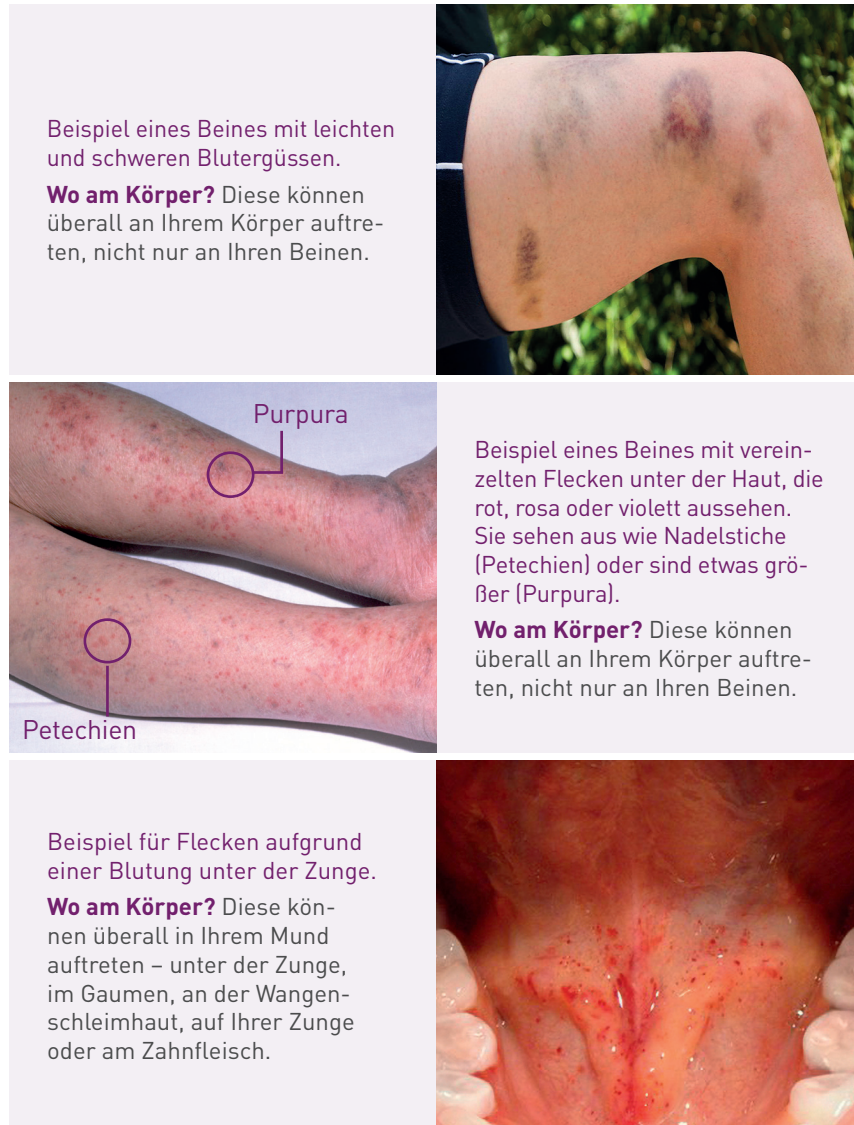 Beispiel eines Beines mit leichten
und schweren Blutergüssen.
Wo am Körper? Diese können
überall an Ihrem Körper auftre-
ten, nicht nur an Ihren Beinen.
Purpura
Petechien
Beispiel eines Beines mit verein-
zelten Flecken unter der Haut, die
rot, rosa oder violett aussehen.
Sie sehen aus wie Nadelstiche
(Petechien) oder sind etwas grö-
ßer (Purpura).
Wo am Körper? Diese können
überall an Ihrem Körper auftre-
ten, nicht nur an Ihren Beinen.
Beispiel für Flecken aufgrund
einer Blutung unter der Zunge.
Wo am Körper? Diese kön-
nen überall in Ihrem Mund
auftreten – unter der Zunge,
im Gaumen, an der Wangen-
schleimhaut, auf Ihrer Zunge
oder am Zahnfleisch.